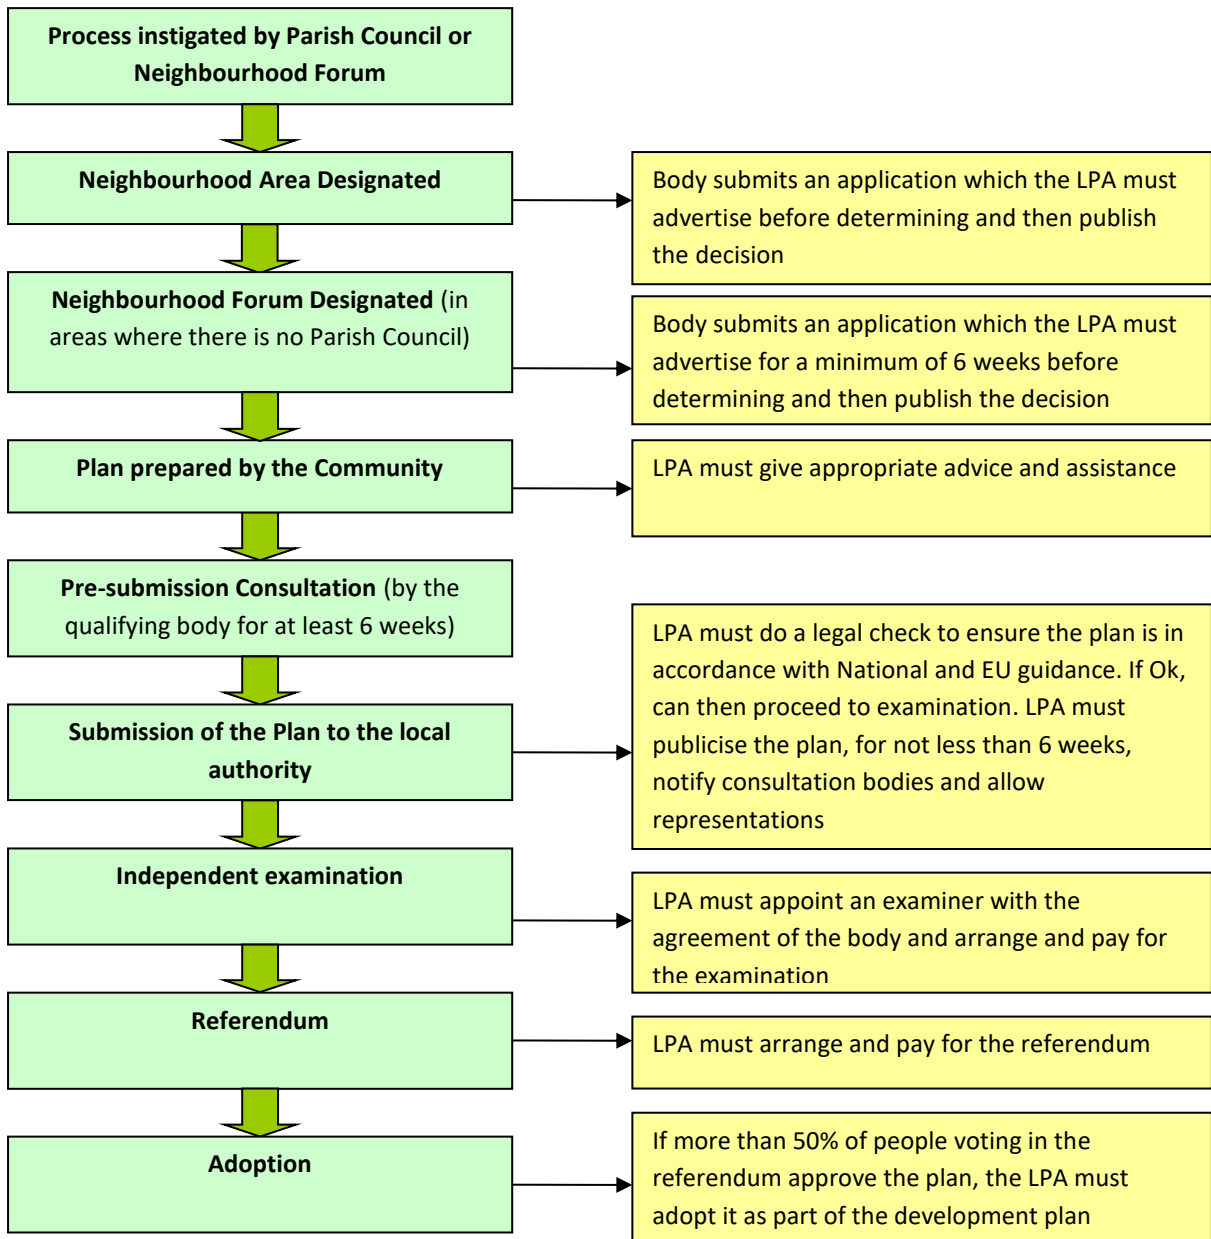 Process instigated by Parish Council or
Neighbourhood Forum
Neighbourhood Area Designated
Body submits an application which the LPA must
advertise before determining and then publish
the decision
Neighbourhood Forum Designated (in
areas where there is no Parish Council)
Body submits an application which the LPA must
advertise for a minimum of 6 weeks before
determining and then publish the decision
Plan prepared by the Community
LPA must give appropriate advice and assistance
Pre-submission Consultation (by the
qualifying body for at least 6 weeks)
Submission of the Plan to the local
authority
LPA must do a legal check to ensure the plan is in
accordance with National and EU guidance. If Ok,
can then proceed to examination. LPA must
publicise the plan, for not less than 6 weeks,
notify consultation bodies and allow
representations
Independent examination
LPA must appoint an examiner with the
agreement of the body and arrange and pay for
the examination
Referendum
LPA must arrange and pay for the referendum
Adoption
If more than 50% of people voting in the
referendum approve the plan, the LPA must
adopt it as part of the development plan